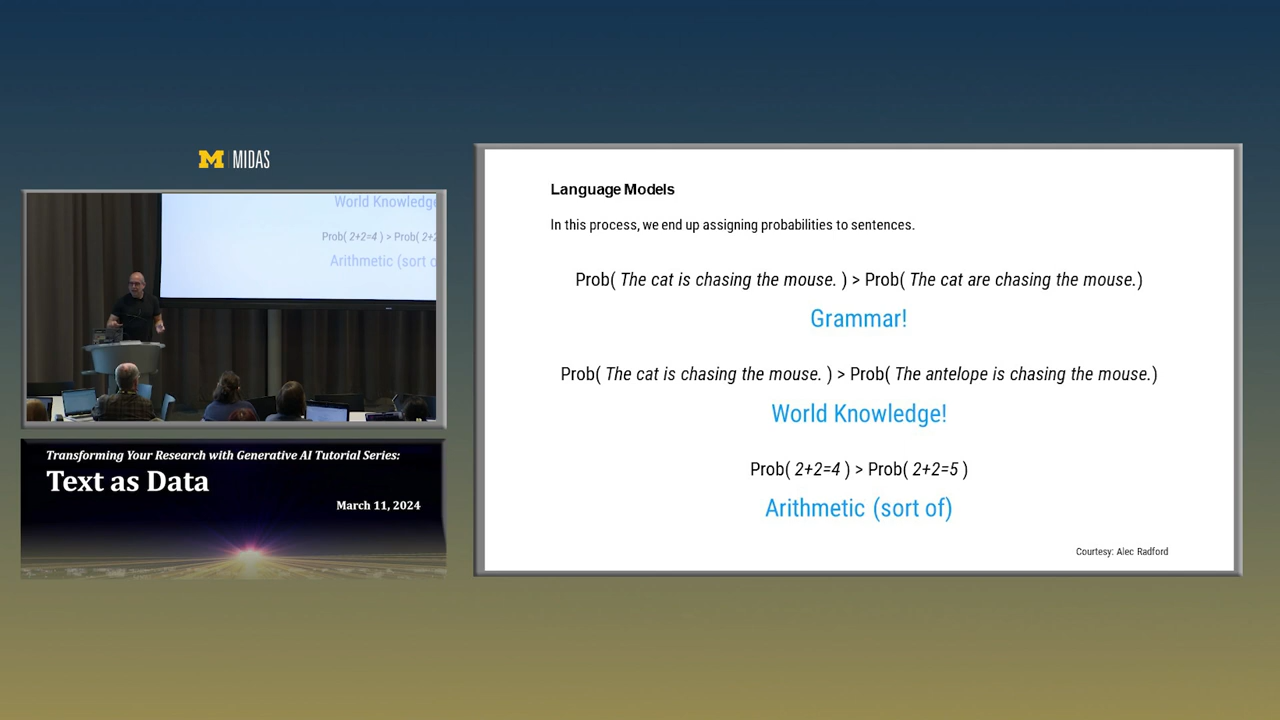 M | MIDAS
World Knowledge
Prob( 2+2=4 ) > Prob( 2+2
Arithmetic (sort o
Transforming Your Research with Generative AI Tutorial Series:
Text as Data
March 11, 2024
Language Models
In this process, we end up assigning probabilities to sentences.
Prob( The cat is chasing the mouse. ) > Prob( The cat are chasing the mouse.)
Grammar!
Prob( The cat is chasing the mouse. ) > Prob( The antelope is chasing the mouse.)
World Knowledge!
Prob( 2+2=4 ) > Prob( 2+2=5 )
Arithmetic (sort of)
Courtesy: Alec Radford